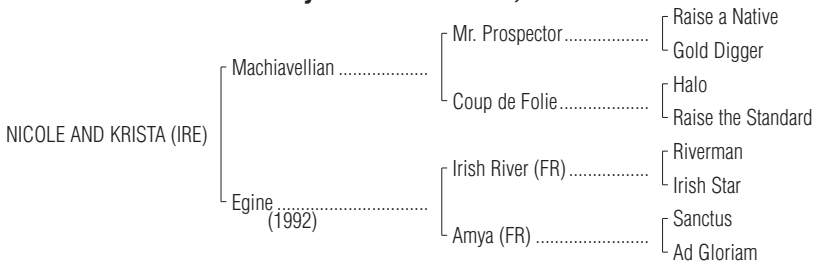 Raise a Native
Mr. Prospector..................
Gold Digger
Machiavellian ...................
Halo
Coup de Folie...................
Raise the Standard
NICOLE AND KRISTA (IRE)
Riverman
Irish River (FR).................
Irish Star
Egine ................................
(1992)
Sanctus
Amya (FR) ........................
Ad Gloriam